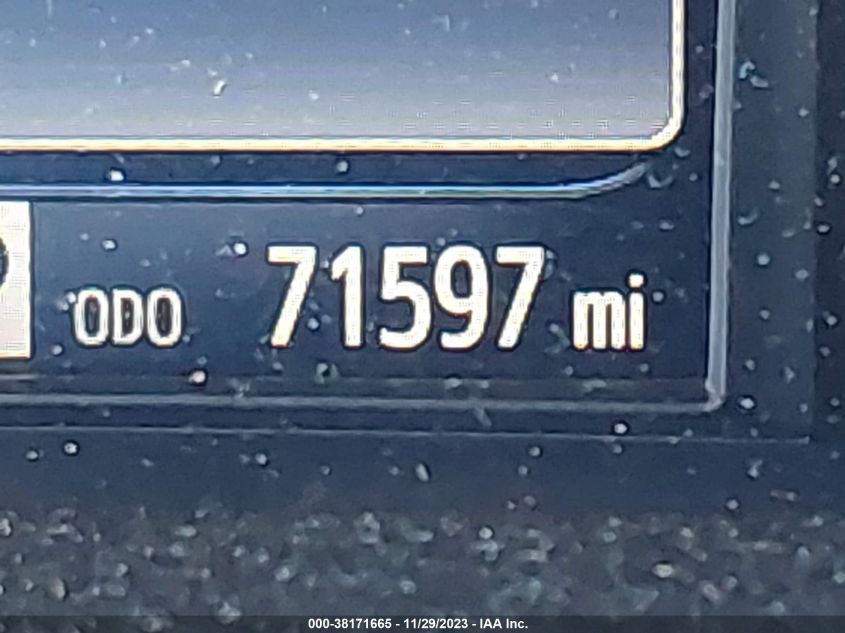 ODO 71597 mi
000-38171665 - 11/29/2023 - IAA Inc.